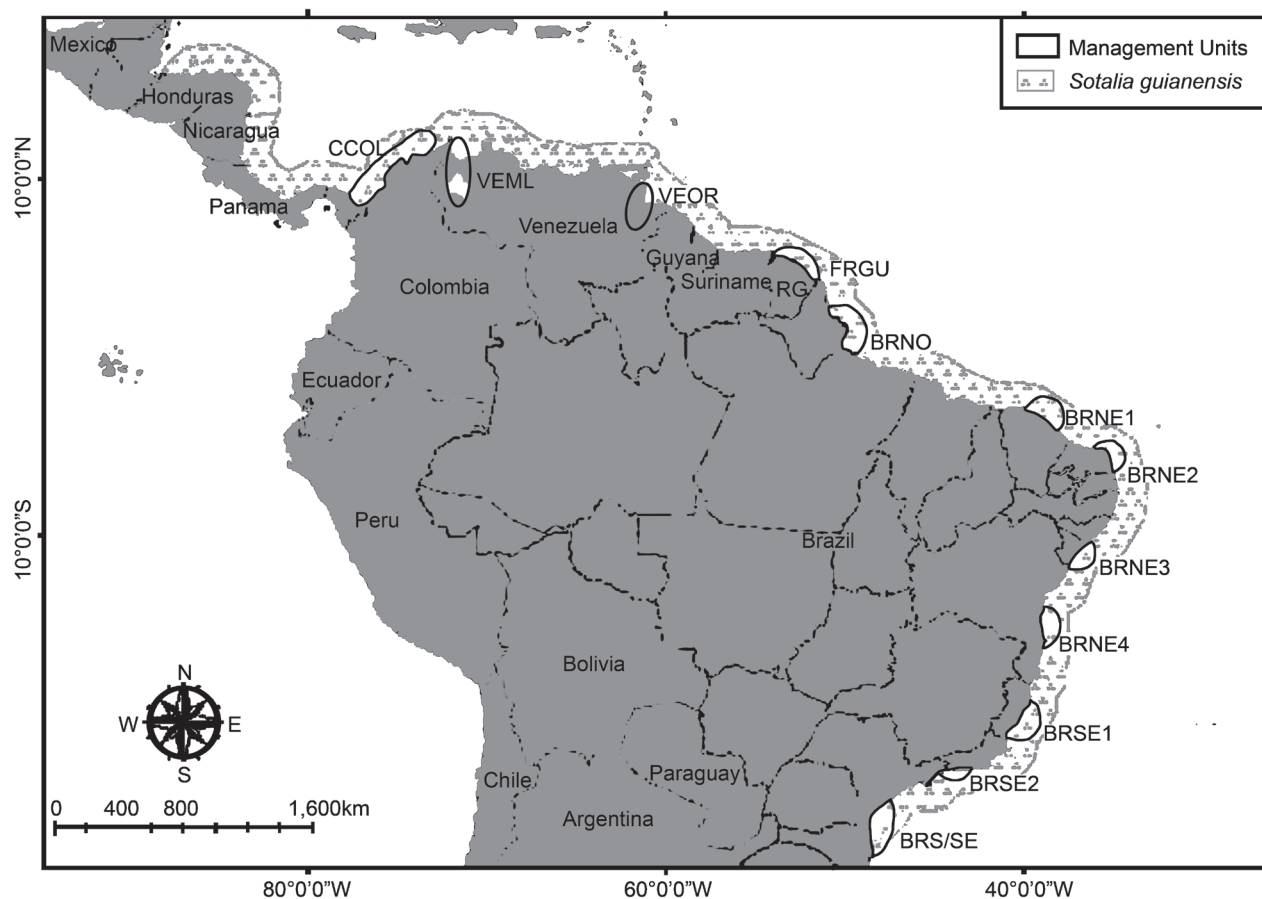 Mexico
Management Units
Sotalia guianensis
Honduras
Nicaragua
CCOL
VEML
VEOR
Panama
Venezuela
Guyana
Suriname
RG
FRGU
Colombia
BRNO
Ecuador
BRNE1
BRNE2
Peru
Brazil
BRNE3
BRNE4
Bolivia
BRSE1
Chile
Paraguay
BRSE2
Argentina
BRS/SE
N
W
E
S
0 400 800 1,600km
10°0'0"N
10°0'0"S
80°0'0"W
60°0'0"W
40°0'0"W